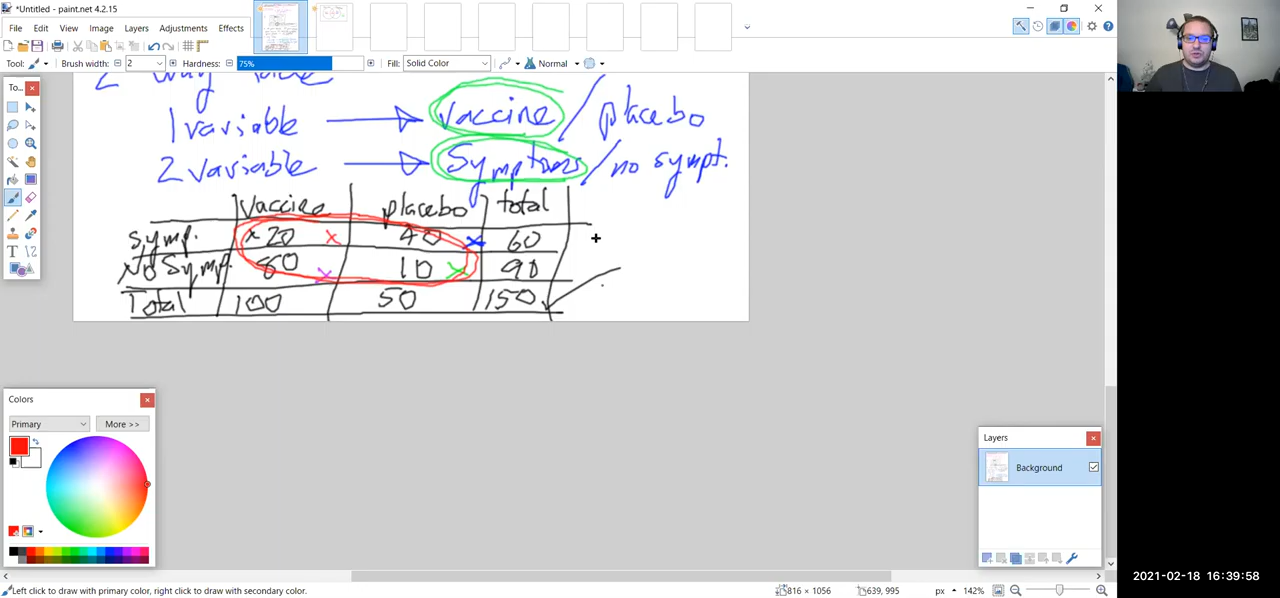 *Untitled - paint.net 4.2.15
File Edit View Image Layers Adjustments Effects
Tool: Brush width: 2 Hardness: 75% Fill: Solid Color Normal
To...
2 way table
1 variable vaccine / placebo
2 variable Symptoms / no sympt.
vaccine placebo total
Symp. 20 40 60
No Symp. 80 10 90
Total 100 50 150
Colors
Primary More >>
Layers
Background
2021-02-18 16:39:58
Left click to draw with primary color, right click to draw with secondary color. 816 × 1056 639, 995 px 142%